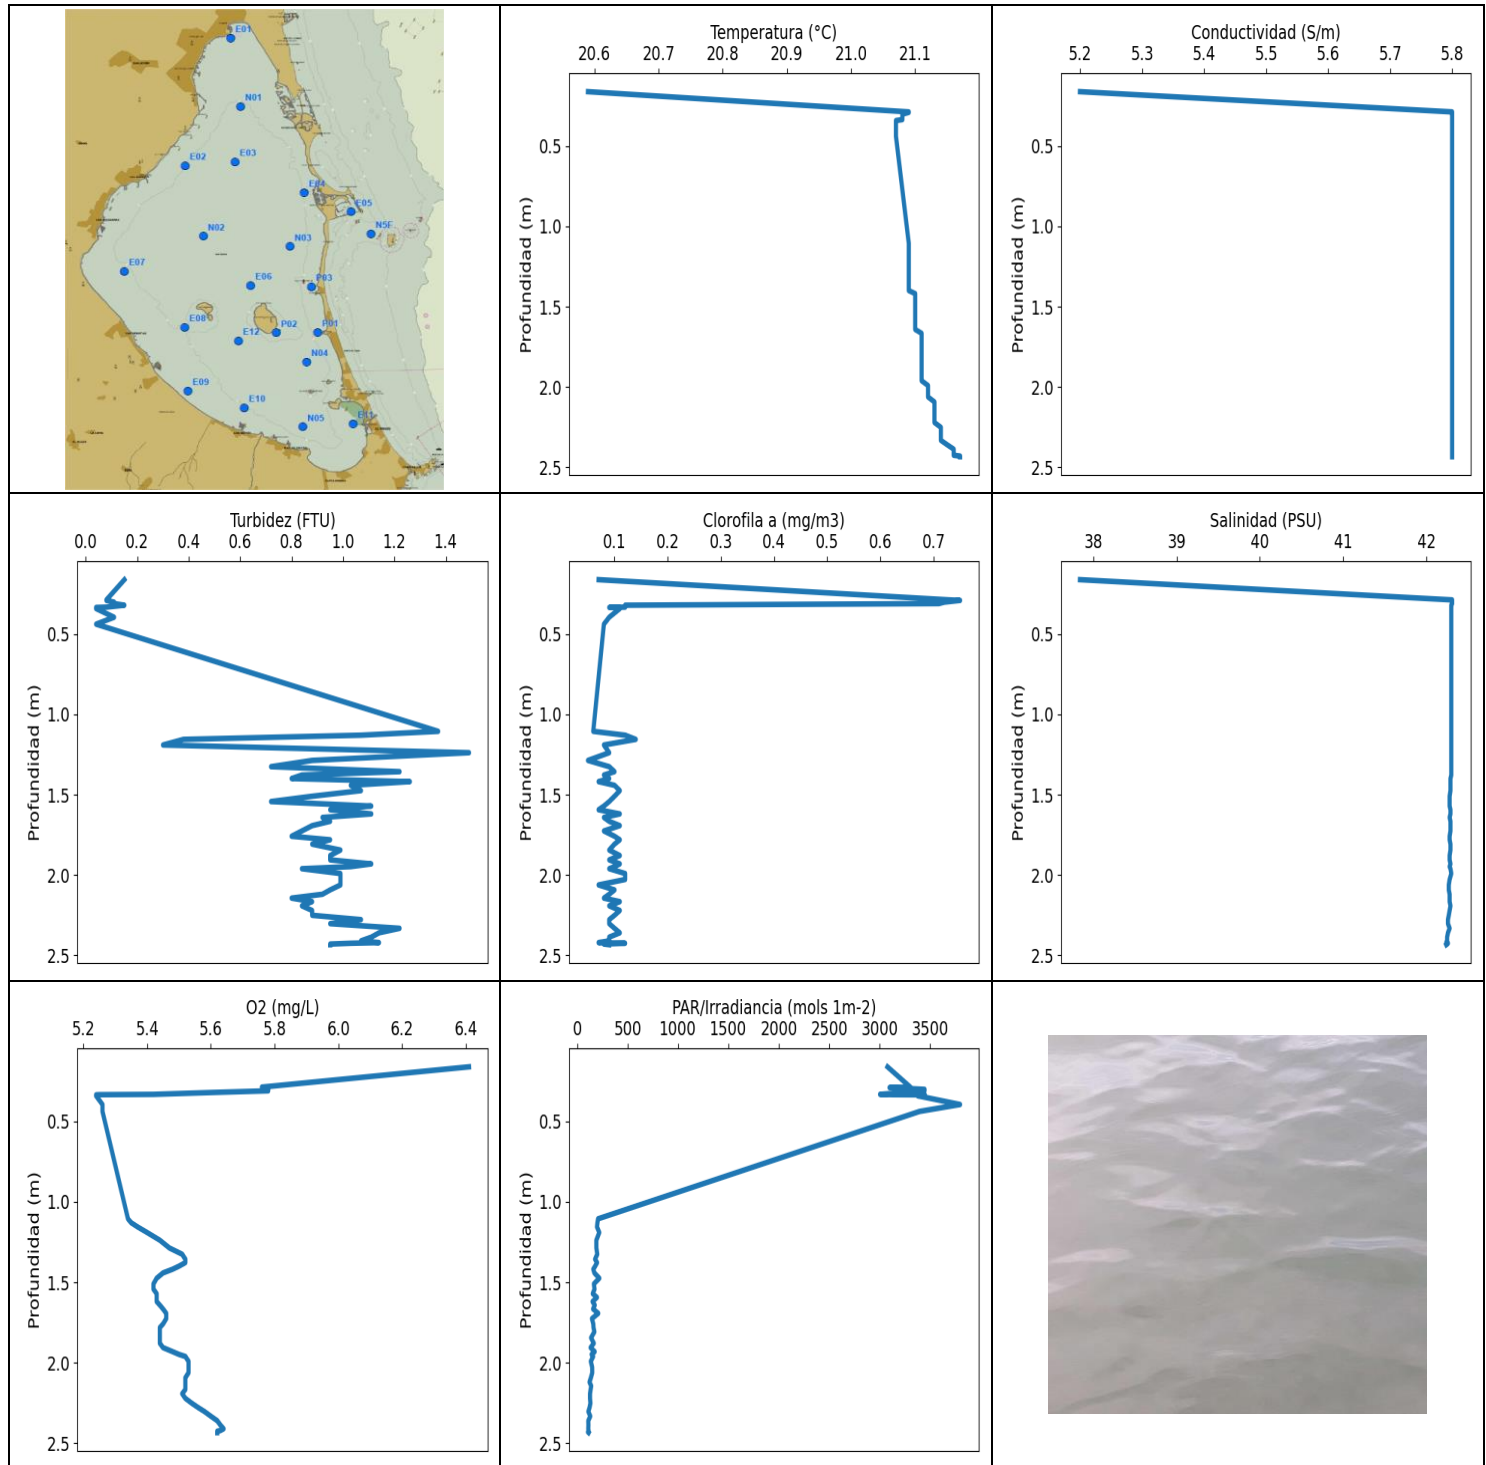 E01
N01
E02
E03
E04
E05
N5F
N02
N03
E07
E06
P03
E08
P02
P01
E12
N04
E09
E10
N05
E11
Temperatura (°C)
20.6 20.7 20.8 20.9 21.0 21.1
Profundidad (m)
0.5
1.0
1.5
2.0
2.5
Conductividad (S/m)
5.2 5.3 5.4 5.5 5.6 5.7 5.8
Profundidad (m)
0.5
1.0
1.5
2.0
2.5
Turbidez (FTU)
0.0 0.2 0.4 0.6 0.8 1.0 1.2 1.4
Profundidad (m)
0.5
1.0
1.5
2.0
2.5
Clorofila a (mg/m3)
0.1 0.2 0.3 0.4 0.5 0.6 0.7
Profundidad (m)
0.5
1.0
1.5
2.0
2.5
Salinidad (PSU)
38 39 40 41 42
Profundidad (m)
0.5
1.0
1.5
2.0
2.5
O2 (mg/L)
5.2 5.4 5.6 5.8 6.0 6.2 6.4
Profundidad (m)
0.5
1.0
1.5
2.0
2.5
PAR/Irradiancia (mols 1m-2)
0 500 1000 1500 2000 2500 3000 3500
Profundidad (m)
0.5
1.0
1.5
2.0
2.5